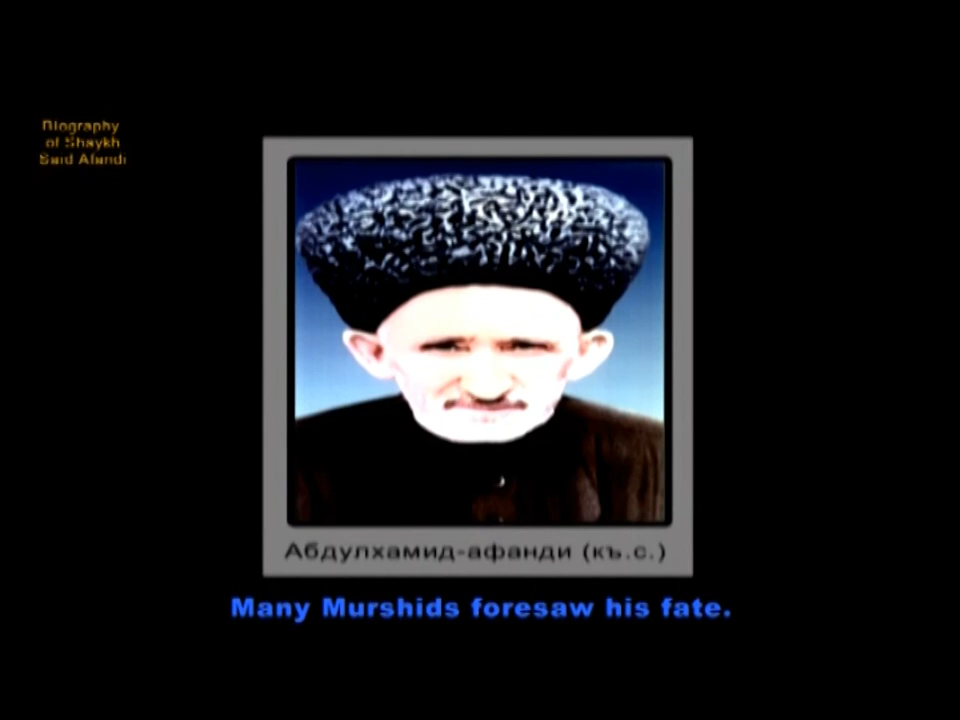 Biography
of Shaykh
Said Afandi
Абдулхамид-афанди (къ.с.)
Many Murshids foresaw his fate.